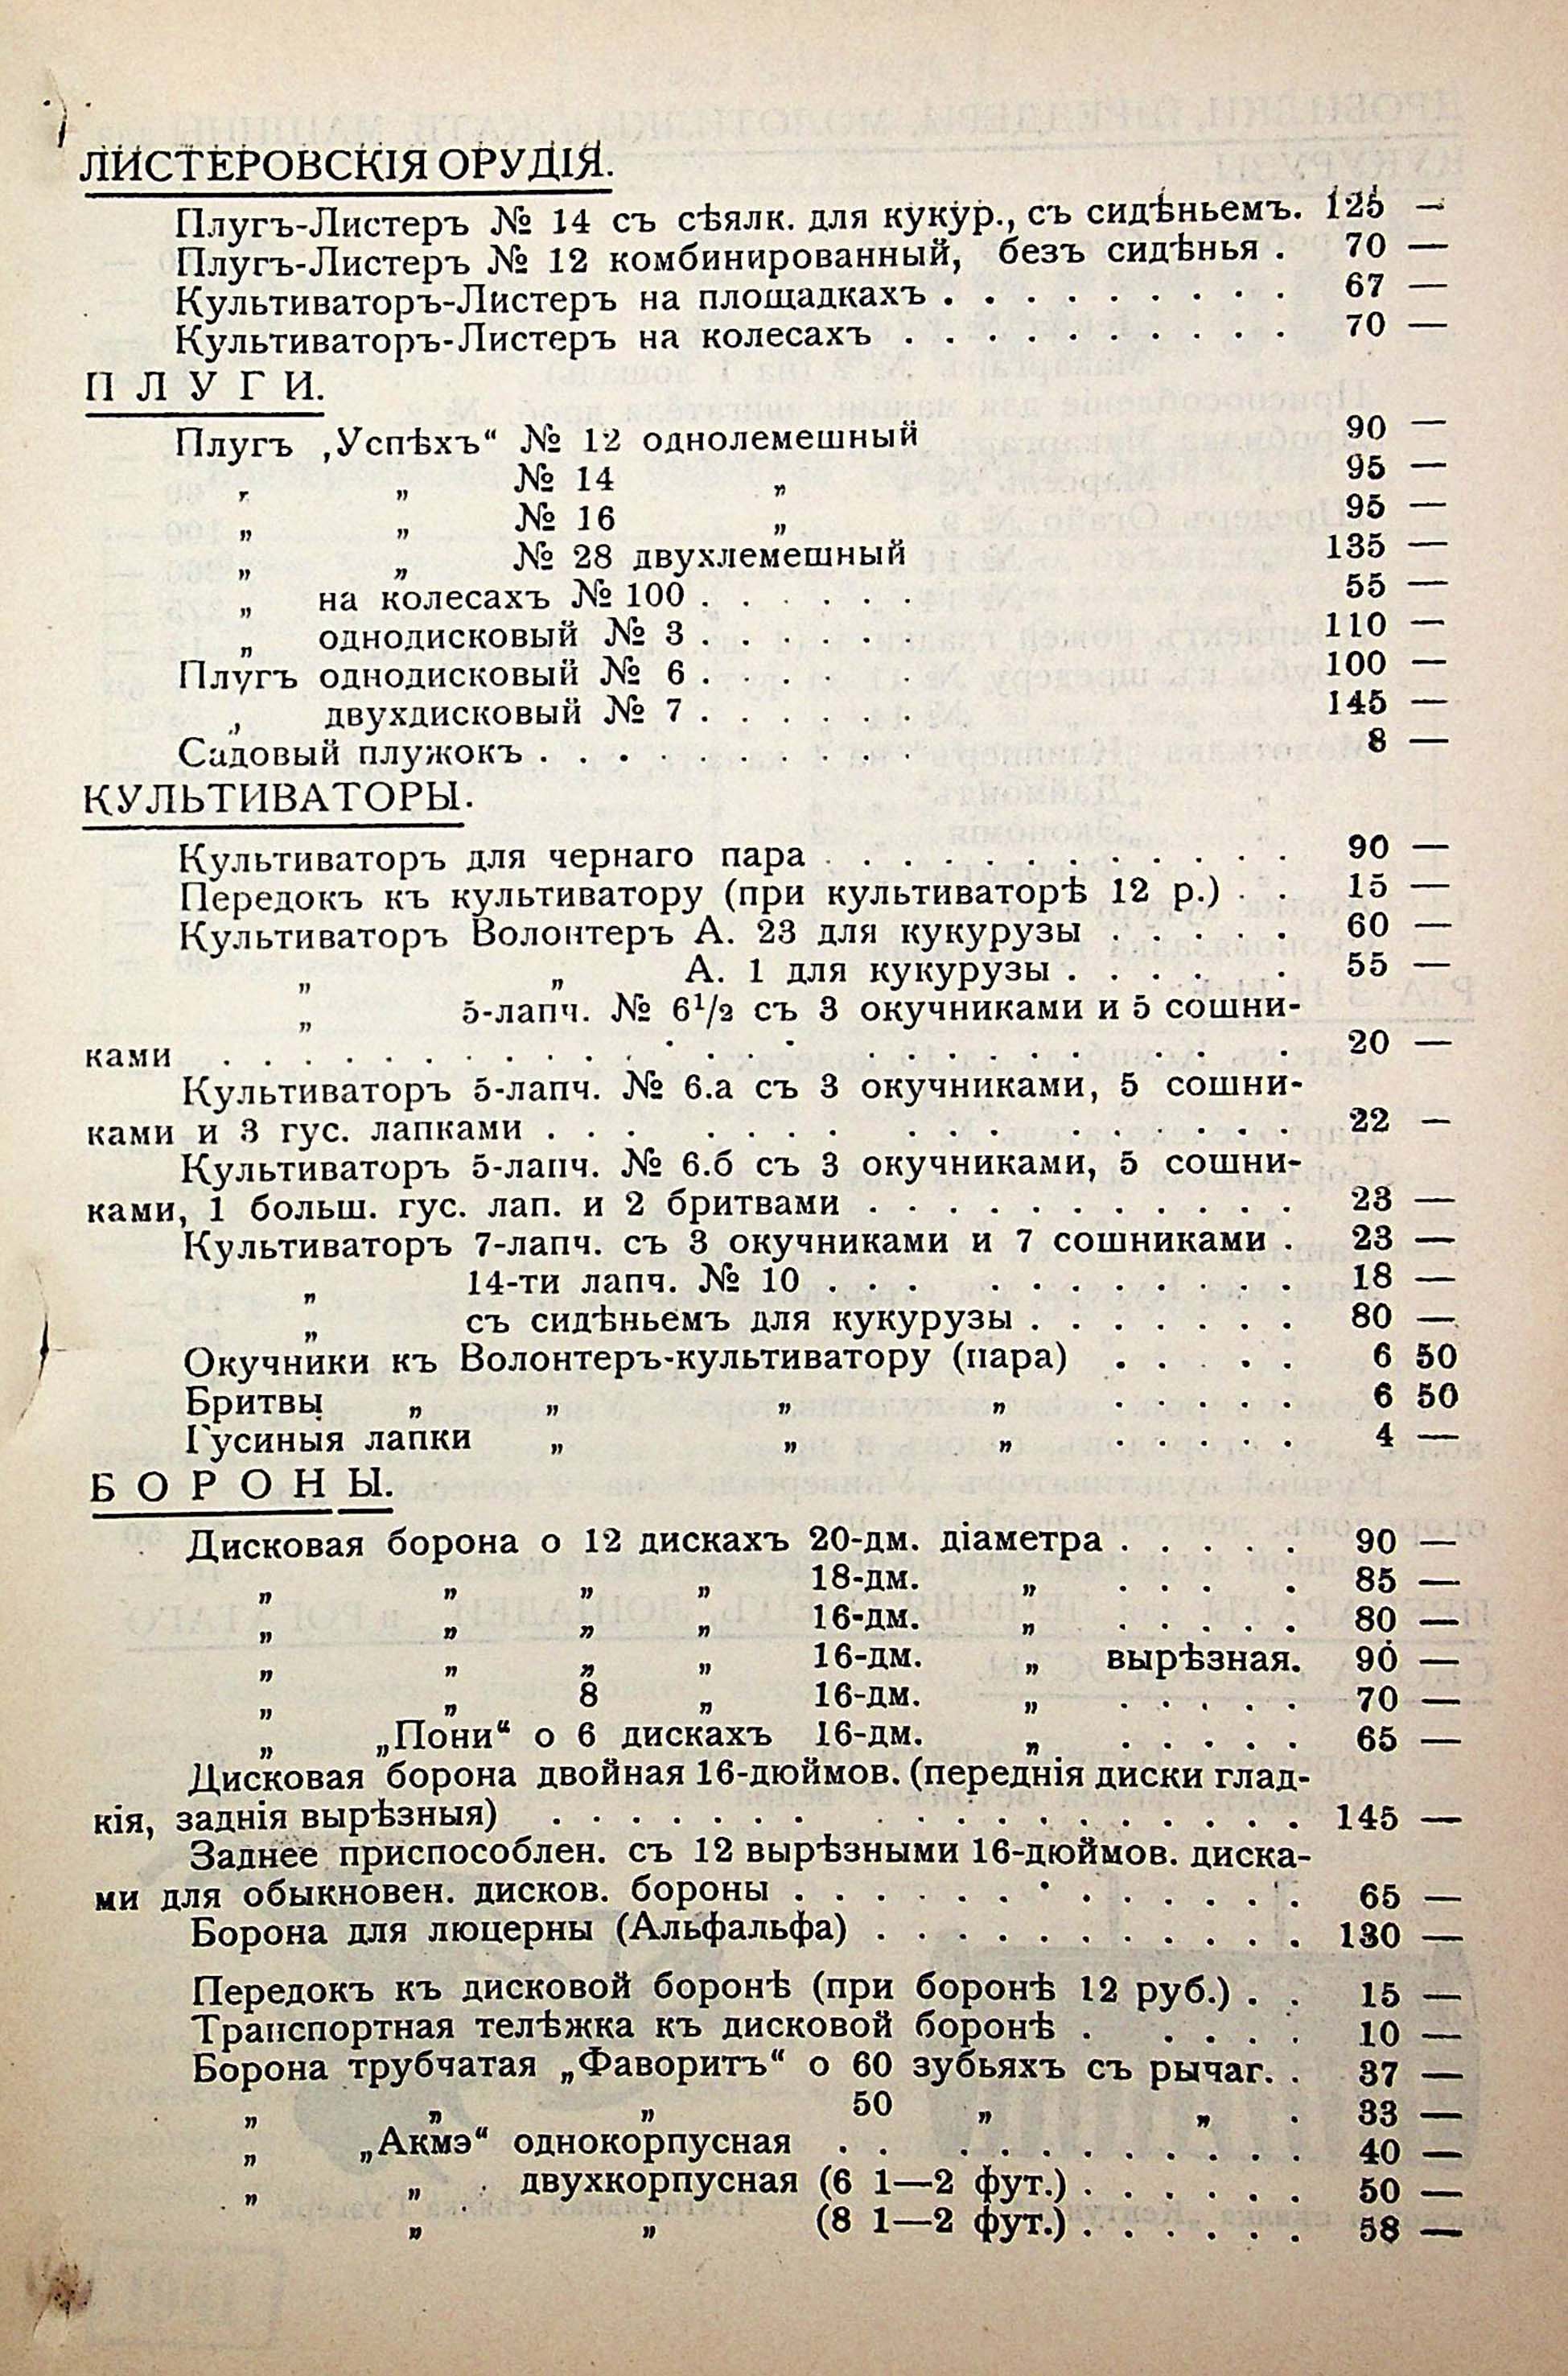 ЛИСТЕРОВСКІЯ ОРУДІЯ.
Плугъ-Листеръ № 14 съ сѣялк. для кукур., съ сидѣньемъ. 125 —
Плугъ-Листеръ № 12 комбинированный, безъ сидѣнья . 70 —
Культиваторъ-Листеръ на площадкахъ . . . . . . . . . 67 —
Культиваторъ-Листеръ на колесахъ . . . . . . . . . . 70 —
ПЛУГИ.
Плугъ „Успѣхъ“ № 12 однолемешный 90 —
„ „ № 14 „ 95 —
„ „ № 16 „ 95 —
„ „ № 28 двухлемешный 135 —
„ на колесахъ № 100 . . . . . . 55 —
„ однодисковый № 3 . . . . . . 110 —
Плугъ однодисковый № 6 . . . . . 100 —
„ двухдисковый № 7 . . . . . . 145 —
Садовый плужокъ . . . . . . . . . . 8 —
КУЛЬТИВАТОРЫ.
Культиваторъ для чернаго пара . . . . . . . . . . . . 90 —
Передокъ къ культиватору (при культиваторѣ 12 р.) . . 15 —
Культиваторъ Волонтеръ А. 23 для кукурузы . . . . . 60 —
„ „ А. 1 для кукурузы . . . . . 55 —
„ 5-лапч. № 6¹/₂ съ 3 окучниками и 5 сошни-
ками . . . . . . . . . . . . . . . . . . . . . . . . 20 —
Культиваторъ 5-лапч. № 6.а съ 3 окучниками, 5 сошни-
ками и 3 гус. лапками . . . . . . . . . . . . . . . . 22 —
Культиваторъ 5-лапч. № 6.б съ 3 окучниками, 5 сошни-
ками, 1 больш. гус. лап. и 2 бритвами . . . . . . . . . . . 23 —
Культиваторъ 7-лапч. съ 3 окучниками и 7 сошниками . 23 —
„ 14-ти лапч. № 10 . . . . . . . . . . . 18 —
„ съ сидѣньемъ для кукурузы . . . . . . . 80 —
Окучники къ Волонтеръ-культиватору (пара) . . . . . 6 50
Бритвы „ „ „ „ . . . . . 6 50
Гусиныя лапки „ „ „ . . . . . 4 —
БОРОНЫ.
Дисковая борона о 12 дискахъ 20-дм. діаметра . . . . . 90 —
„ „ „ „ 18-дм. „ . . . . 85 —
„ „ „ „ 16-дм. „ . . . . . 80 —
„ „ „ „ 16-дм. „ вырѣзная. 90 —
„ „ 8 „ 16-дм. „ . . . . . 70 —
„ „Пони“ о 6 дискахъ 16-дм. „ . . . . . 65 —
Дисковая борона двойная 16-дюймов. (переднія диски глад-
кія, заднія вырѣзныя) . . . . . . . . . . . . . . . . . . 145 —
Заднее приспособлен. съ 12 вырѣзными 16-дюймов. диска-
ми для обыкновен. дисков. бороны . . . . . . . . . . . . . 65 —
Борона для люцерны (Альфальфа) . . . . . . . . . . . 130 —
Передокъ къ дисковой боронѣ (при боронѣ 12 руб.) . . 15 —
Транспортная телѣжка къ дисковой боронѣ . . . . . 10 —
Борона трубчатая „Фаворитъ“ о 60 зубьяхъ съ рычаг. . 37 —
„ „ „ 50 „ „ . 33 —
„ „Акмэ“ однокорпусная . . . . . . . . . . . 40 —
„ „ двухкорпусная (6 1—2 фут.) . . . . . . 50 —
„ „ (8 1—2 фут.) . . . . . . 58 —